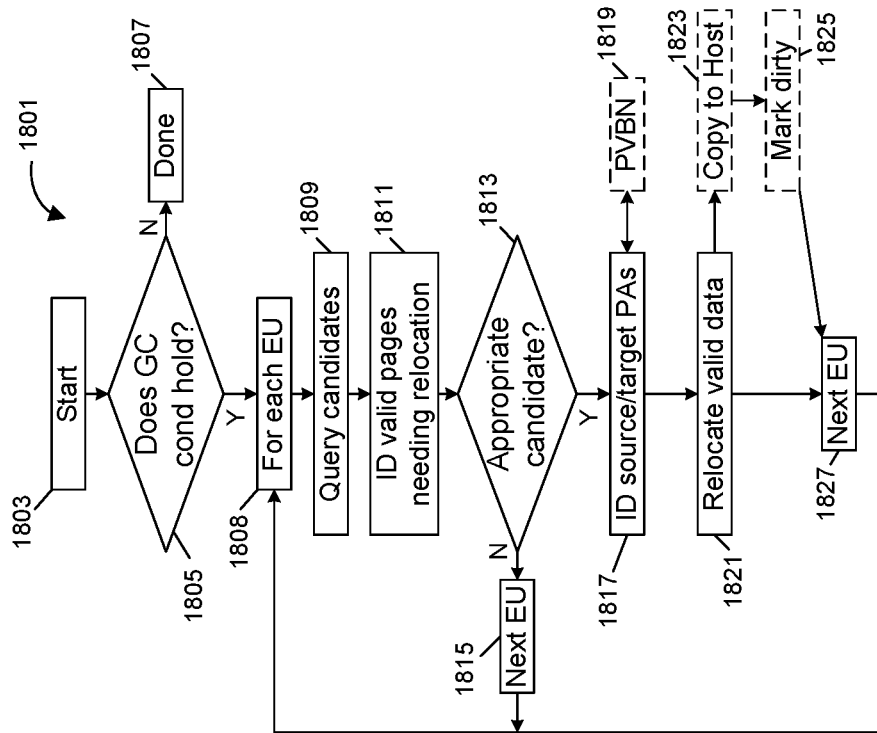 1801
Start
1803
Does GC
cond hold?
1805
N
Done
1807
Y
For each EU
1808
Query candidates
1809
ID valid pages
needing relocation
1811
Appropriate
candidate?
1813
N
Next EU
1815
Y
ID source/target PAs
1817
PVBN
1819
Relocate valid data
1821
Copy to Host
1823
Mark dirty
1825
Next EU
1827